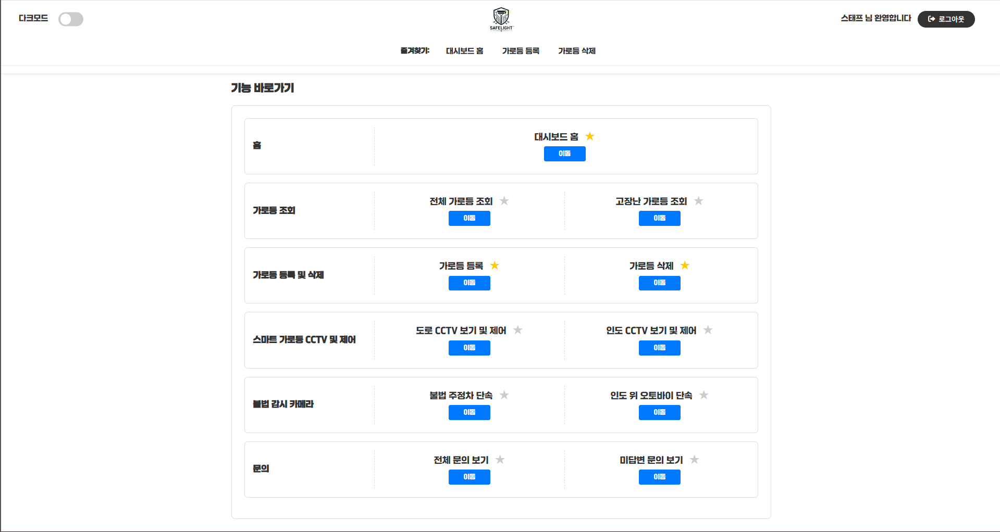 다크모드
SAFELIGHT
스태프 님 환영합니다
로그아웃
즐겨찾기:
대시보드 홈
가로등 등록
가로등 삭제
기능 바로가기
홈
대시보드 홈 ★
이동
가로등 조회
전체 가로등 조회 ★
이동
고장난 가로등 조회 ★
이동
가로등 등록 및 삭제
가로등 등록 ★
이동
가로등 삭제 ★
이동
스마트 가로등 CCTV 및 제어
도로 CCTV 보기 및 제어 ★
이동
인도 CCTV 보기 및 제어 ★
이동
불법 감시 카메라
불법 주정차 단속 ★
이동
인도 위 오토바이 단속 ★
이동
문의
전체 문의 보기 ★
이동
미답변 문의 보기 ★
이동